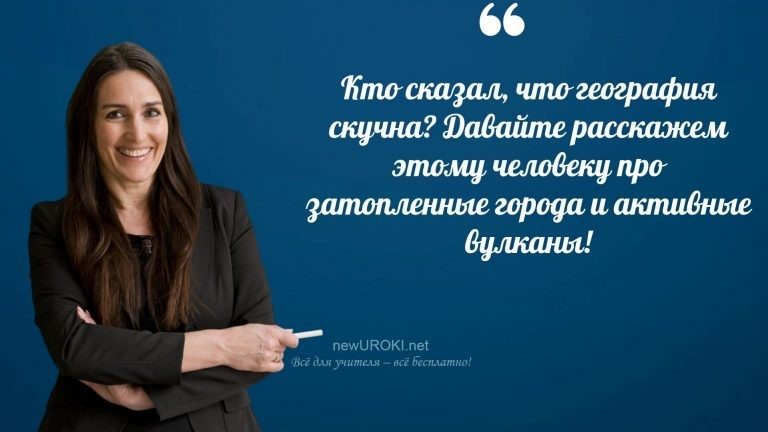 Кто сказал, что география
скучна? Давайте расскажем
этому человеку про
затопленные города и активные
вулканы!
newUROKI.net
Всё для учителя – всё бесплатно!